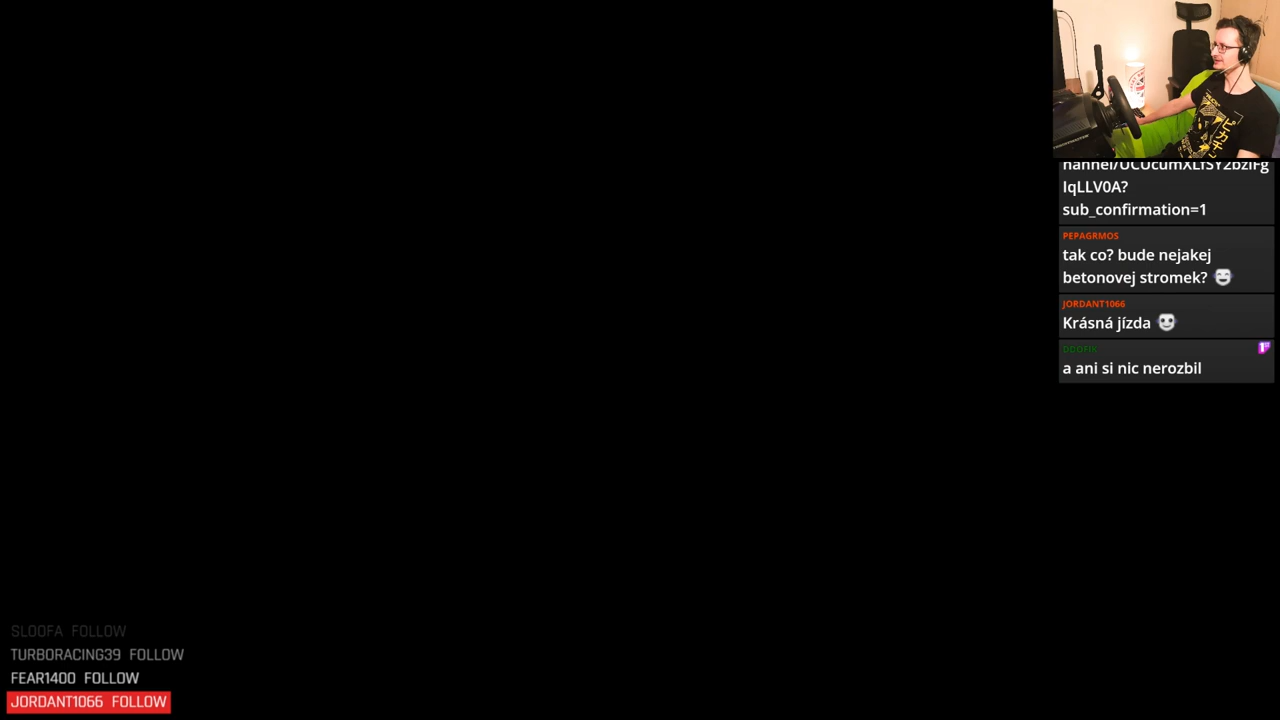 IqLLV0A?
sub_confirmation=1
PEPAGRMOS
tak co? bude nejakej
betonovej stromek?
JORDANT1066
Krásná jízda
DDOFIK
a ani si nic nerozbil
SLOOFA FOLLOW
TURBORACING39 FOLLOW
FEAR1400 FOLLOW
JORDANT1066 FOLLOW